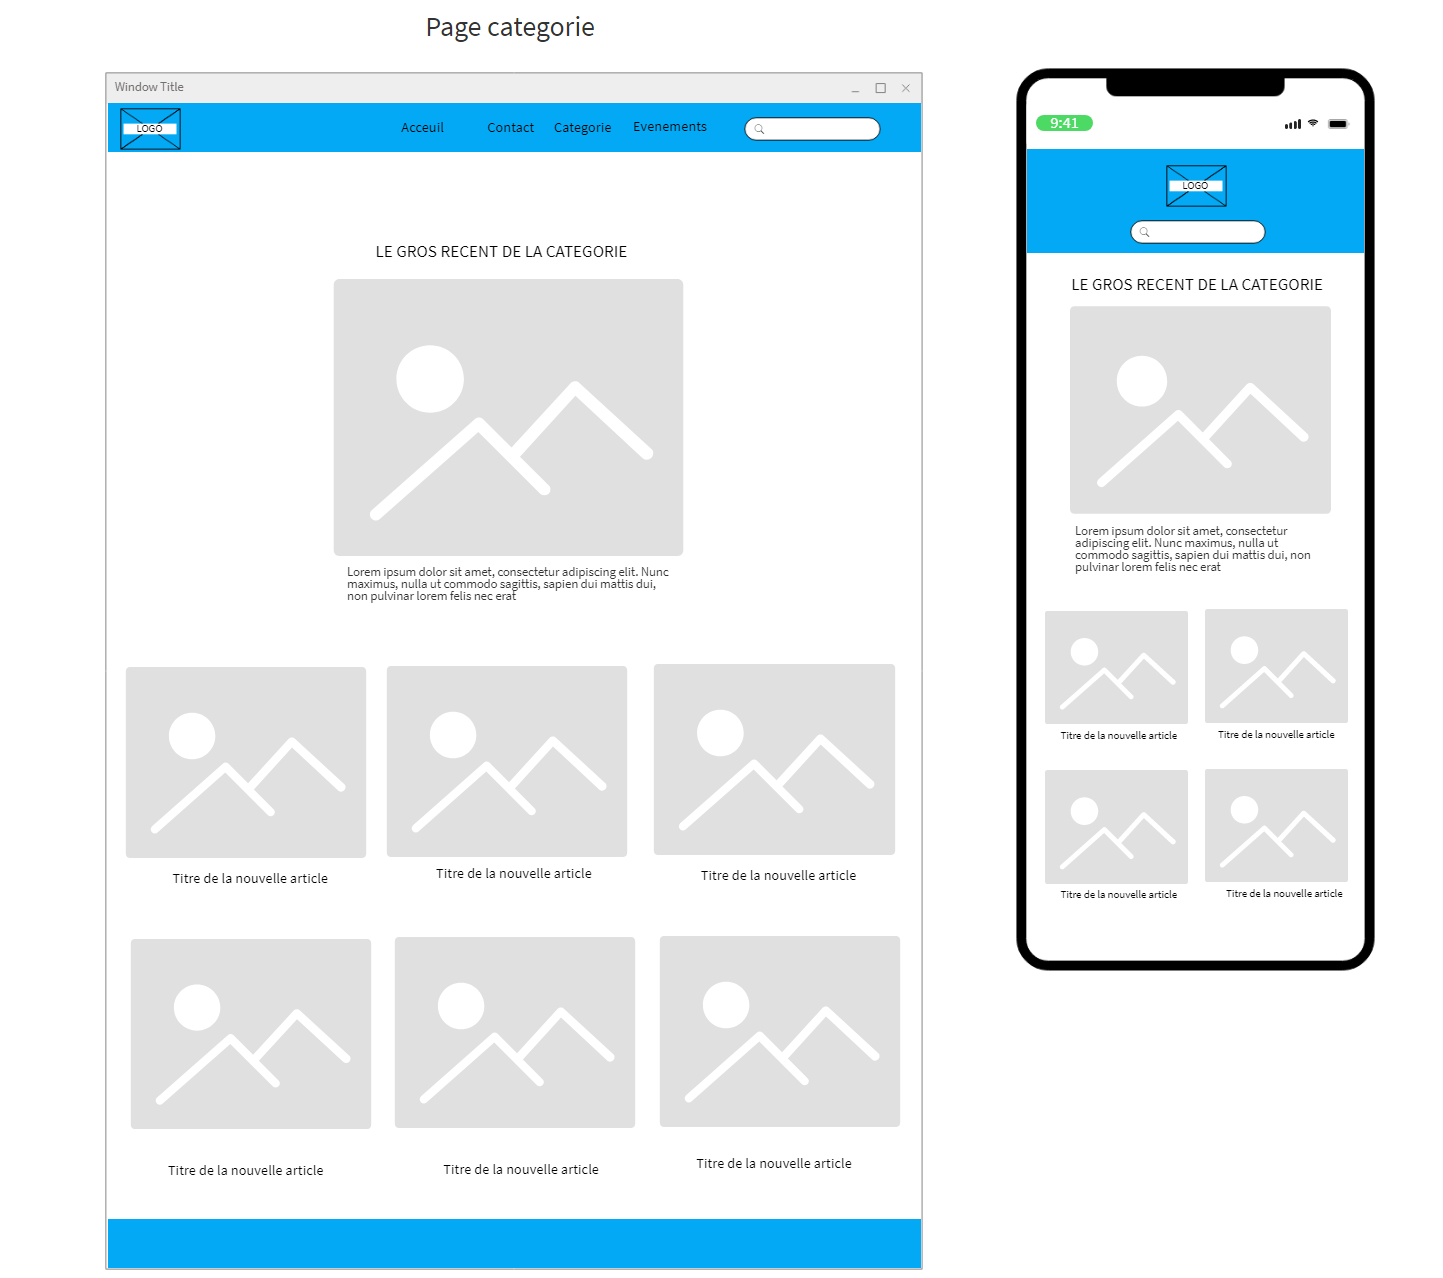 Page categorie
Window Title
LOGO
Acceuil
Contact
Categorie
Evenements
LE GROS RECENT DE LA CATEGORIE
Lorem ipsum dolor sit amet, consectetur adipiscing elit. Nunc
maximus, nulla ut commodo sagittis, sapien dui mattis dui,
non pulvinar lorem felis nec erat
Titre de la nouvelle article
Titre de la nouvelle article
Titre de la nouvelle article
Titre de la nouvelle article
Titre de la nouvelle article
Titre de la nouvelle article
9:41
LOGO
LE GROS RECENT DE LA CATEGORIE
Lorem ipsum dolor sit amet, consectetur
adipiscing elit. Nunc maximus, nulla ut
commodo sagittis, sapien dui mattis dui, non
pulvinar lorem felis nec erat
Titre de la nouvelle article
Titre de la nouvelle article
Titre de la nouvelle article
Titre de la nouvelle article